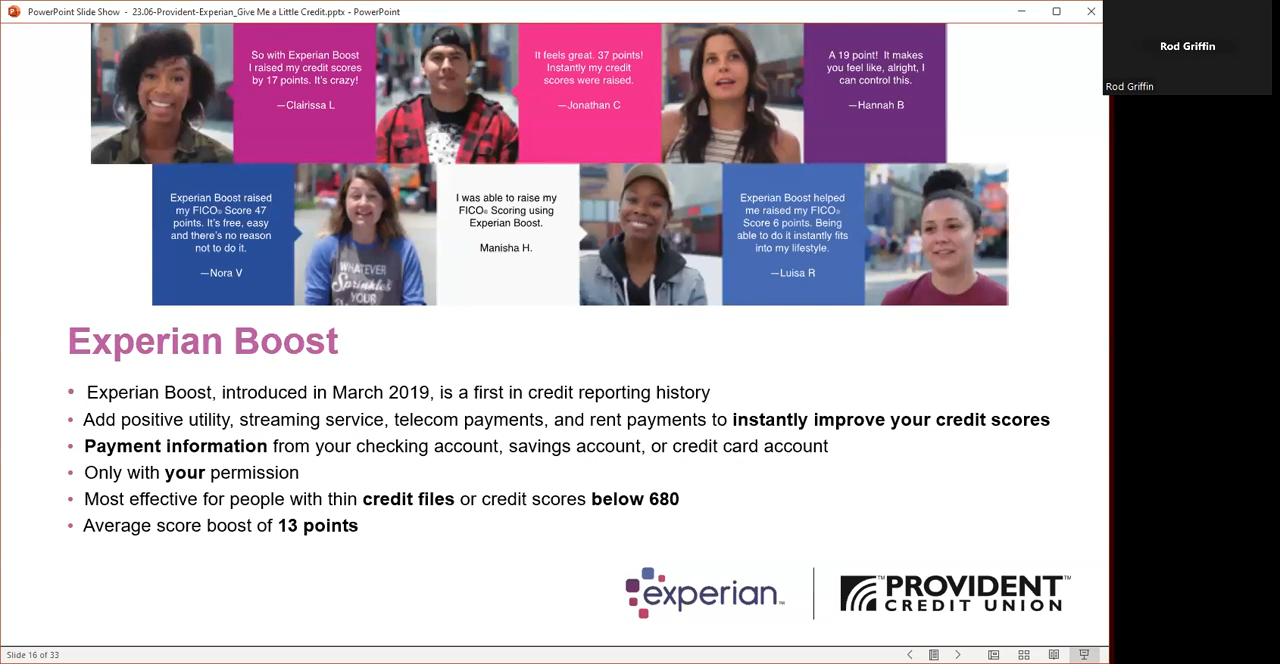 PowerPoint Slide Show - 23.06-Provident-Experian_Give Me a Little Credit.pptx - PowerPoint
Rod Griffin
Rod Griffin
So with Experian Boost
I raised my credit scores
by 17 points. It's crazy!
—Clairissa L
It feels great. 37 points!
Instantly my credit
scores were raised.
—Jonathan C
A 19 point! It makes
you feel like, alright, I
can control this.
—Hannah B
Experian Boost raised
my FICO® Score 47
points. It's free, easy
and there's no reason
not to do it.
—Nora V
WHATEVER
Sprinkles
YOUR
I was able to raise my
FICO® Scoring using
Experian Boost.
Manisha H.
Experian Boost helped
me raised my FICO®
Score 6 points. Being
able to do it instantly fits
into my lifestyle.
—Luisa R
Experian Boost
• Experian Boost, introduced in March 2019, is a first in credit reporting history
• Add positive utility, streaming service, telecom payments, and rent payments to instantly improve your credit scores
• Payment information from your checking account, savings account, or credit card account
• Only with your permission
• Most effective for people with thin credit files or credit scores below 680
• Average score boost of 13 points
experian™
™PROVIDENT™
CREDIT UNION
Slide 16 of 33